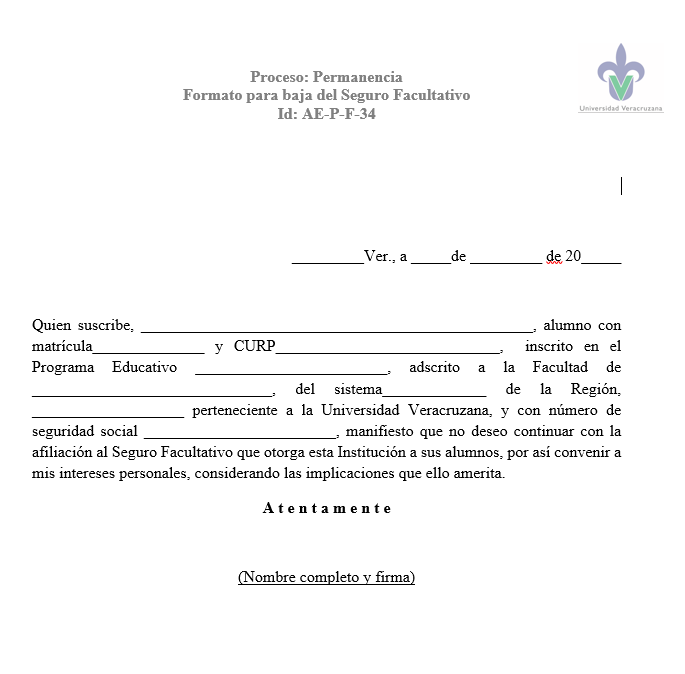 Proceso: Permanencia
Formato para baja del Seguro Facultativo
Id: AE-P-F-34
Universidad Veracruzana
_________Ver., a _____de _________ de 20_____
Quien suscribe, _________________________________________________, alumno con
matrícula______________ y CURP____________________________, inscrito en el
Programa Educativo ________________________, adscrito a la Facultad de
______________________________, del sistema_____________ de la Región,
___________________ perteneciente a la Universidad Veracruzana, y con número de
seguridad social ________________________, manifiesto que no deseo continuar con la
afiliación al Seguro Facultativo que otorga esta Institución a sus alumnos, por así convenir a
mis intereses personales, considerando las implicaciones que ello amerita.
A t e n t a m e n t e
(Nombre completo y firma)